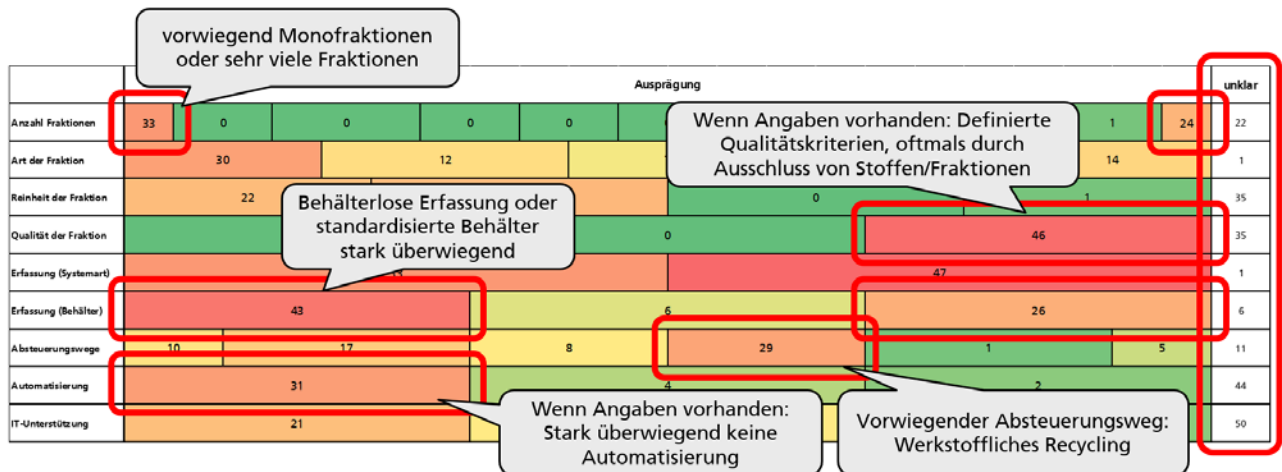 vorwiegend Monofraktionen
oder sehr viele Fraktionen
Ausprägung
unklar
Anzahl Fraktionen
33
0
0
0
0
1
24
22
Wenn Angaben vorhanden: Definierte
Qualitätskriterien, oftmals durch
Ausschluss von Stoffen/Fraktionen
Art der Fraktion
30
12
14
1
Reinheit der Fraktion
22
0
1
35
Behälterlose Erfassung oder
standardisierte Behälter
stark überwiegend
Qualität der Fraktion
0
46
35
Erfassung (Systemart)
47
1
Erfassung (Behälter)
43
6
26
6
Absteuerungswege
10
17
8
29
1
5
11
Automatisierung
31
4
2
44
IT-Unterstützung
21
50
Wenn Angaben vorhanden:
Stark überwiegend keine
Automatisierung
Vorwiegender Absteuerungsweg:
Werkstoffliches Recycling